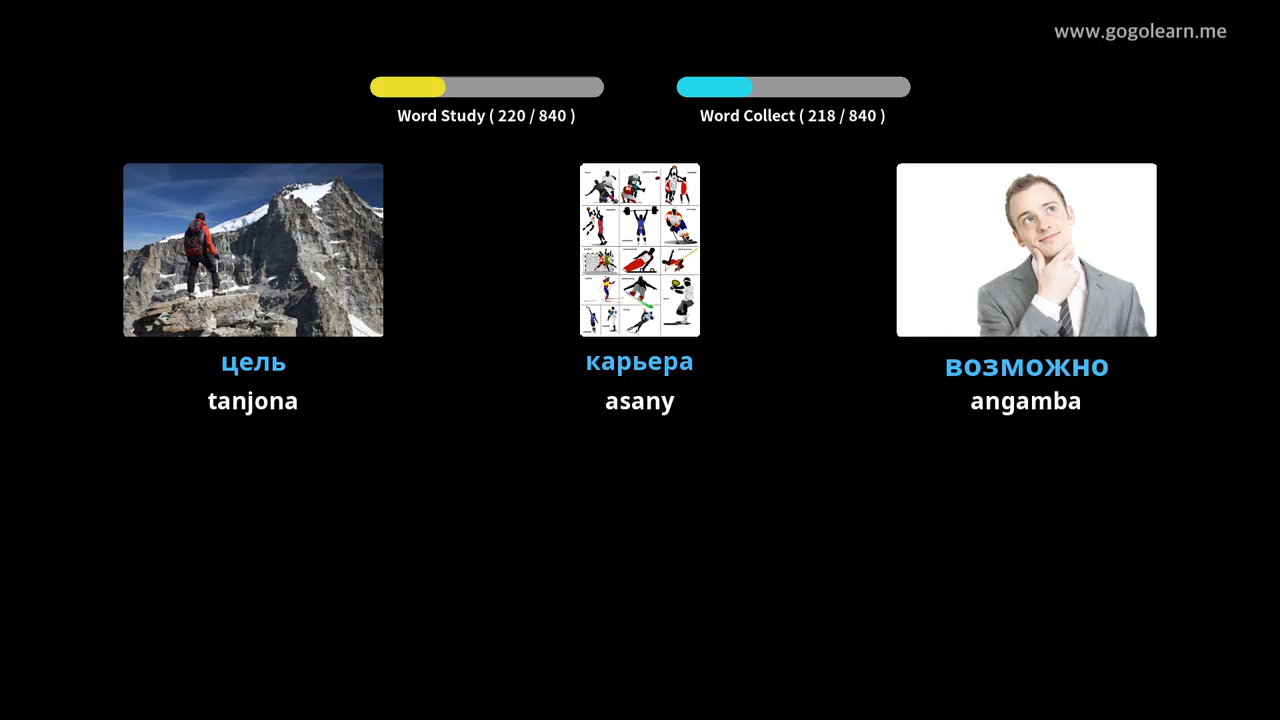 www.gogolearn.me
Word Study ( 220 / 840 )
Word Collect ( 218 / 840 )
цель
карьера
возможно
tanjona
asany
angamba